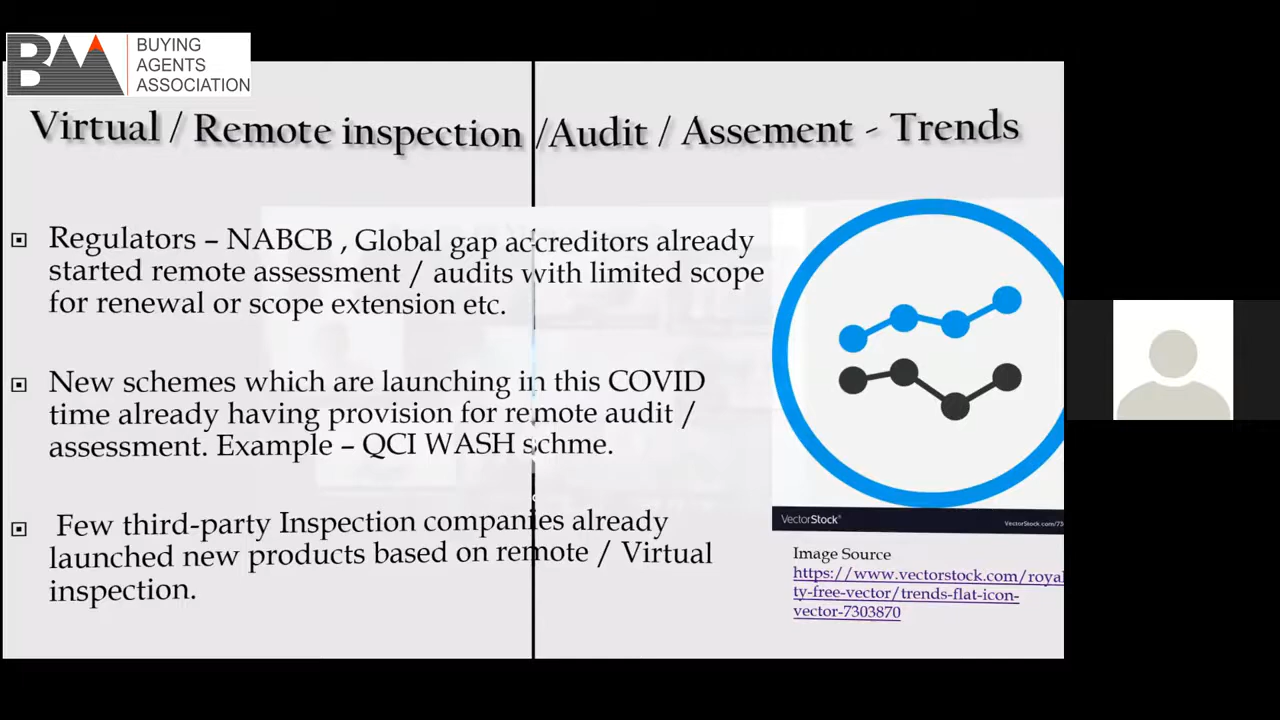 BMA
BUYING
AGENTS
ASSOCIATION
Virtual / Remote inspection /Audit / Assement - Trends
Regulators – NABCB , Global gap accreditors already
started remote assessment / audits with limited scope
for renewal or scope extension etc.
New schemes which are launching in this COVID
time already having provision for remote audit /
assessment. Example – QCI WASH schme.
Few third-party Inspection companies already
launched new products based on remote / Virtual
inspection.
VectorStock®
VectorStock.com/73
Image Source
https://www.vectorstock.com/royal
ty-free-vector/trends-flat-icon-
vector-7303870